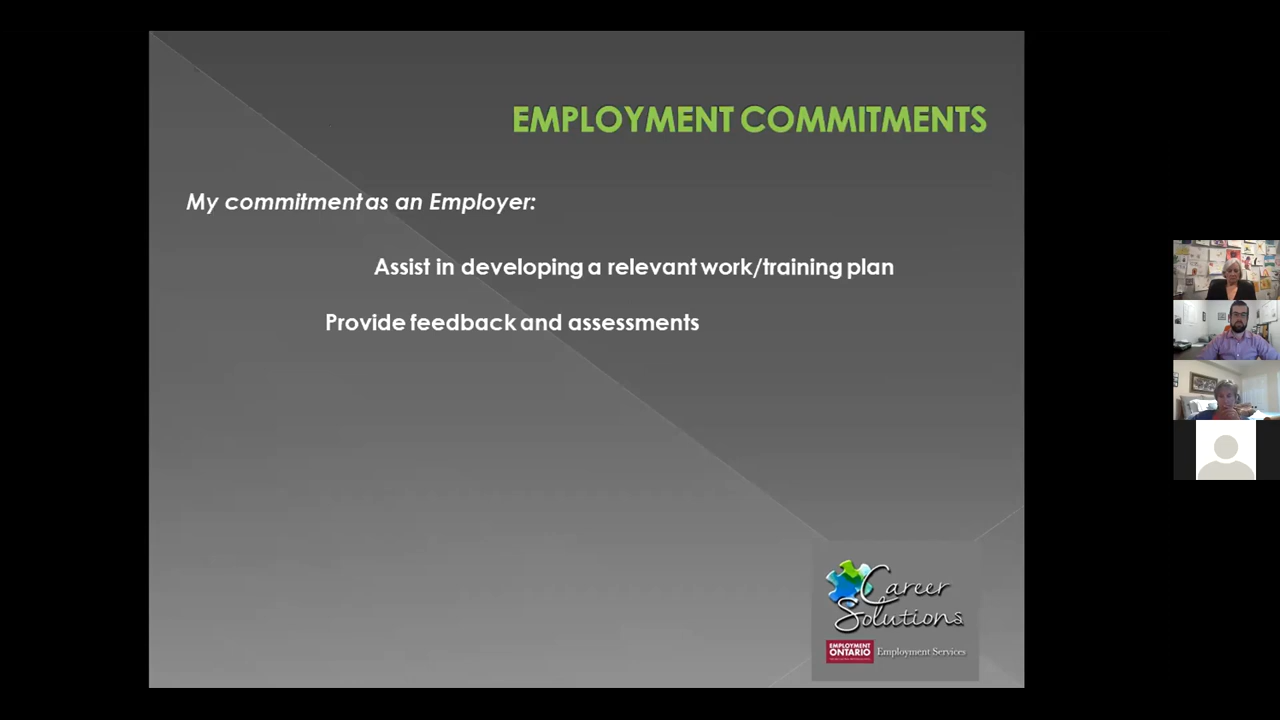 EMPLOYMENT COMMITMENTS
My commitment as an Employer:
Assist in developing a relevant work/training plan
Provide feedback and assessments
Career
Solutions
EMPLOYMENT
ONTARIO
Employment Services